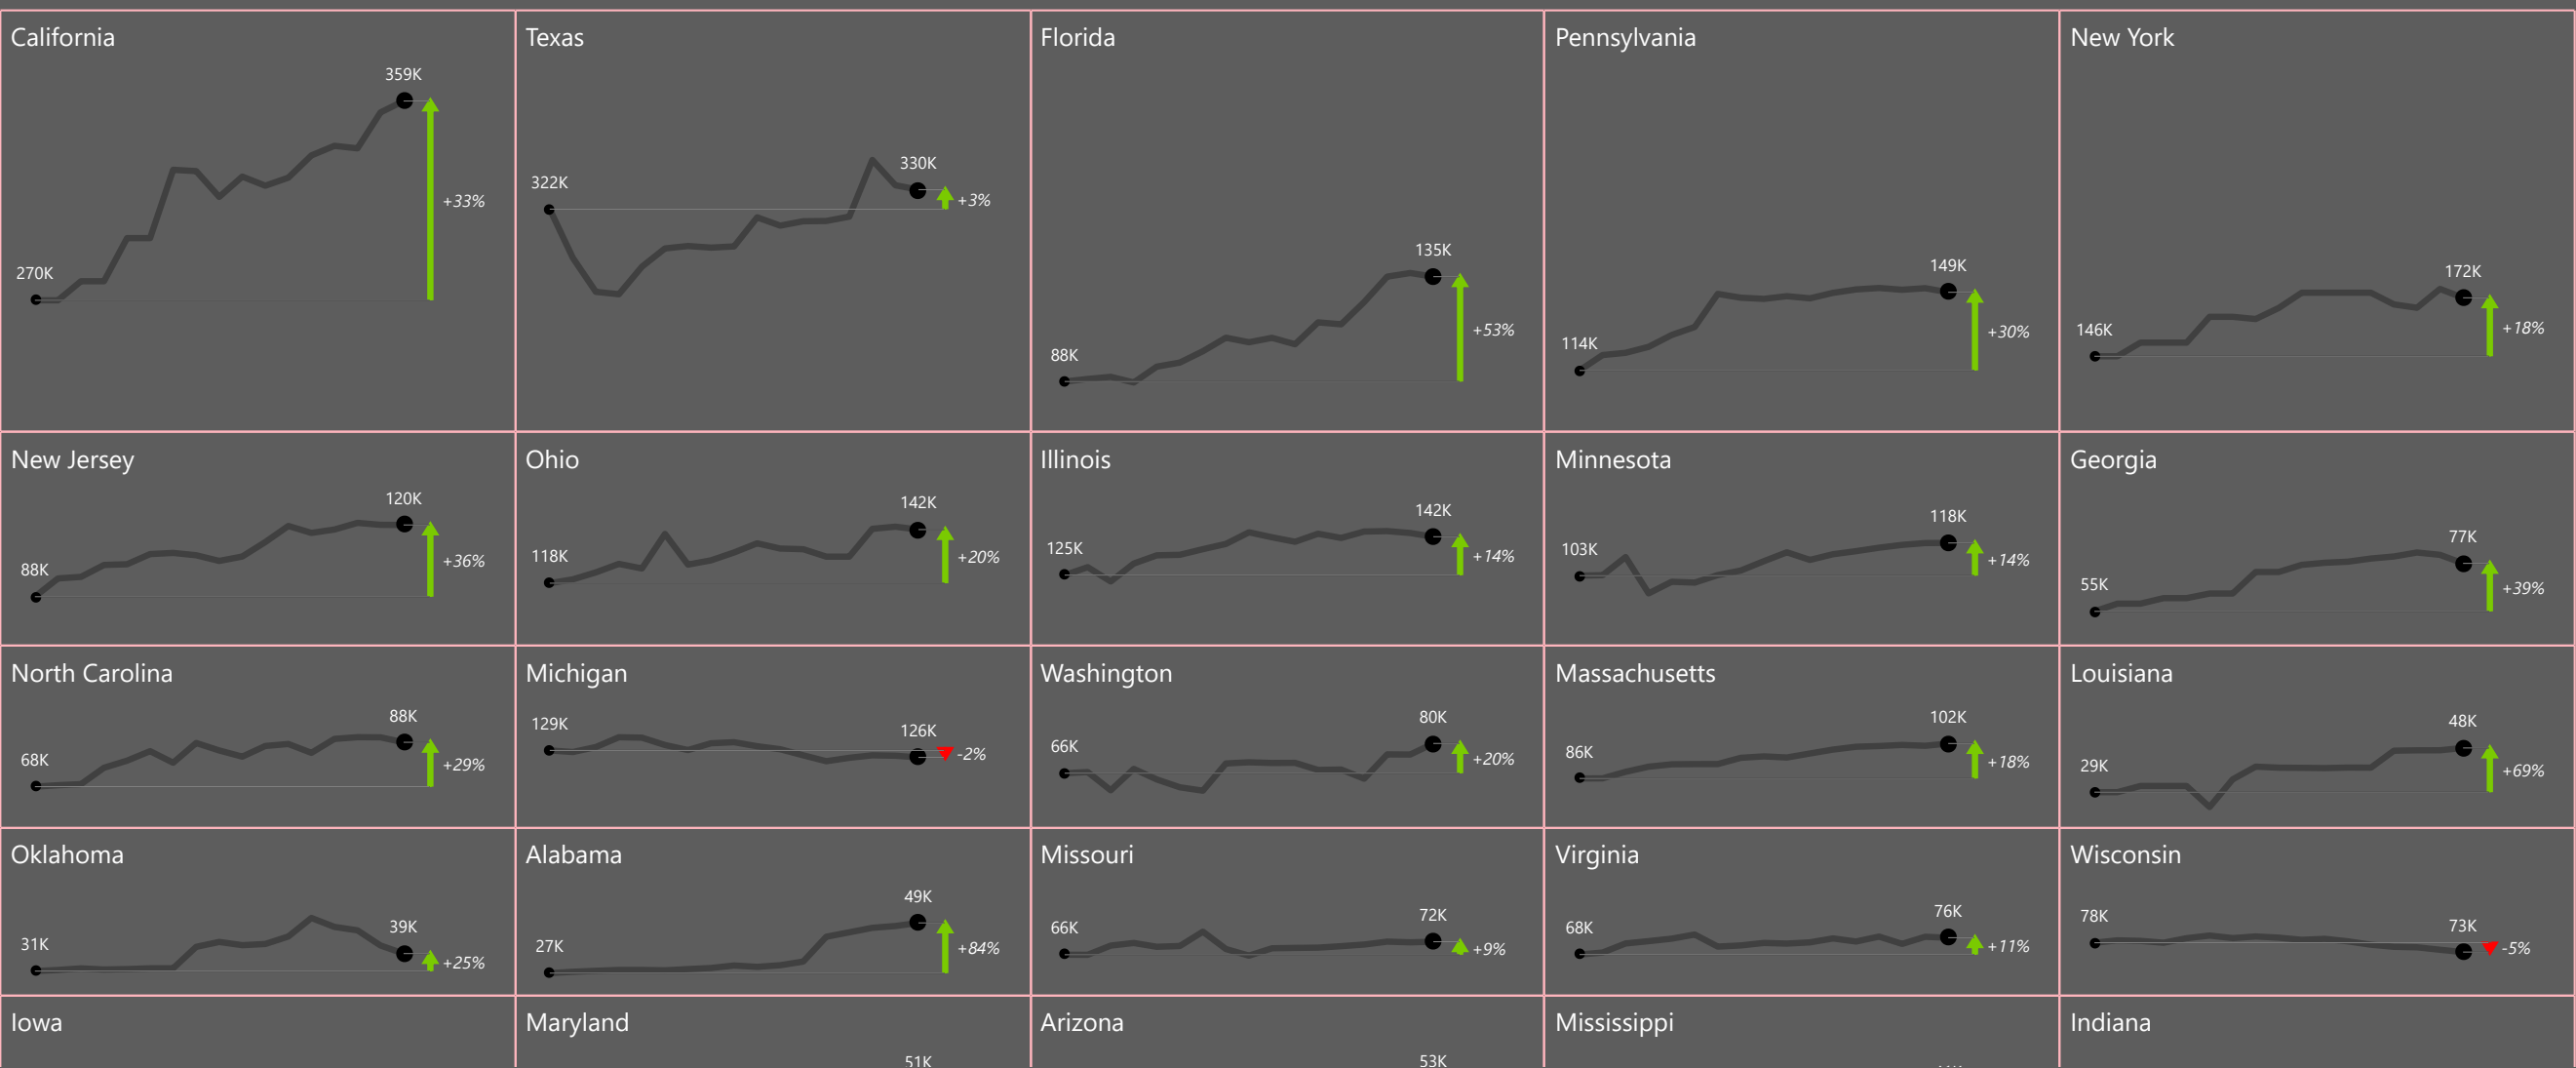 California
359K
270K
+33%
Texas
322K
330K
+3%
Florida
135K
88K
+53%
Pennsylvania
149K
114K
+30%
New York
172K
146K
+18%
New Jersey
120K
88K
+36%
Ohio
142K
118K
+20%
Illinois
142K
125K
+14%
Minnesota
118K
103K
+14%
Georgia
77K
55K
+39%
North Carolina
88K
68K
+29%
Michigan
129K
126K
-2%
Washington
80K
66K
+20%
Massachusetts
102K
86K
+18%
Louisiana
48K
29K
+69%
Oklahoma
39K
31K
+25%
Alabama
49K
27K
+84%
Missouri
72K
66K
+9%
Virginia
76K
68K
+11%
Wisconsin
78K
73K
-5%
Iowa
Maryland
51K
Arizona
53K
Mississippi
Indiana